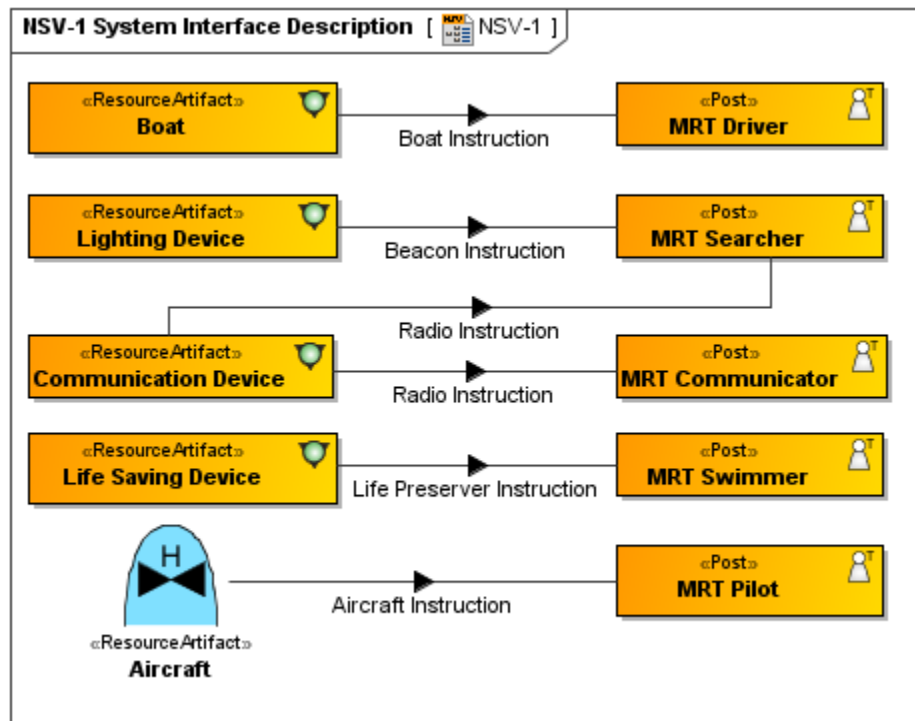 NSV-1 System Interface Description [ NSV-1 ]
«ResourceArtifact»
Boat
Boat Instruction
«Post»
MRT Driver
T
«ResourceArtifact»
Lighting Device
Beacon Instruction
«Post»
MRT Searcher
T
Radio Instruction
«ResourceArtifact»
Communication Device
Radio Instruction
«Post»
MRT Communicator
T
«ResourceArtifact»
Life Saving Device
Life Preserver Instruction
«Post»
MRT Swimmer
T
H
«ResourceArtifact»
Aircraft
Aircraft Instruction
«Post»
MRT Pilot
T